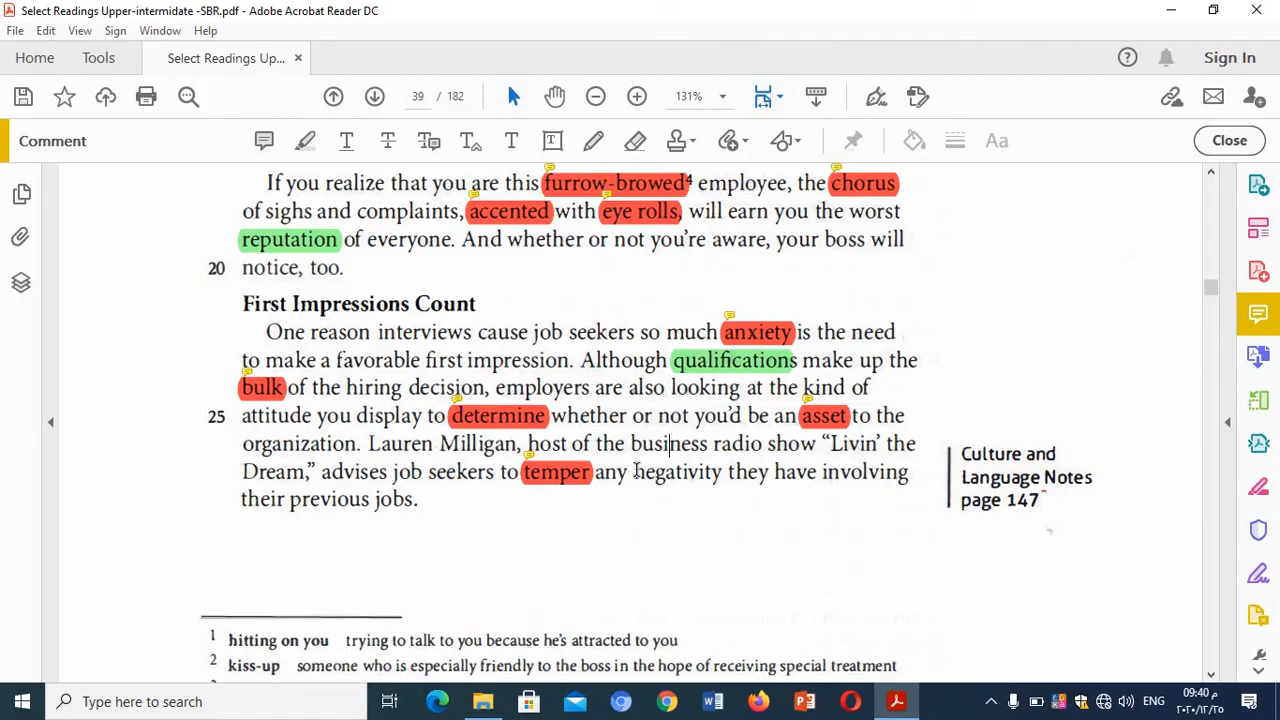 Select Readings Upper-intermidate -SBR.pdf - Adobe Acrobat Reader DC
File Edit View Sign Window Help
Home Tools Select Readings Up... × Sign In
39 / 182 131%
Comment Close
If you realize that you are this furrow-browed⁴ employee, the chorus
of sighs and complaints, accented with eye rolls, will earn you the worst
reputation of everyone. And whether or not you're aware, your boss will
20 notice, too.
First Impressions Count
One reason interviews cause job seekers so much anxiety is the need
to make a favorable first impression. Although qualifications make up the
bulk of the hiring decision, employers are also looking at the kind of
25 attitude you display to determine whether or not you'd be an asset to the
organization. Lauren Milligan, host of the business radio show “Livin’ the
Dream,” advises job seekers to temper any negativity they have involving
their previous jobs.
Culture and
Language Notes
page 147
1 hitting on you trying to talk to you because he's attracted to you
2 kiss-up someone who is especially friendly to the boss in the hope of receiving special treatment
Type here to search ENG
09:40 م
٢٠٢٠/١٢/٢٥